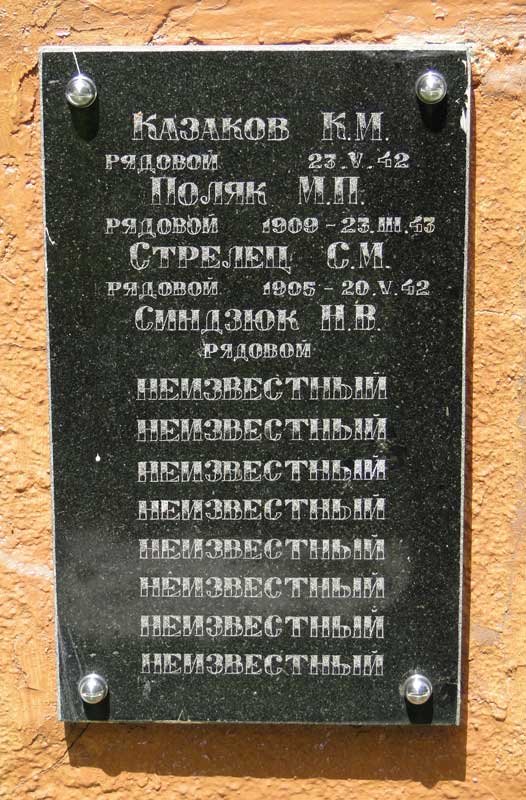 Казаков К.И.
рядовой 23.V.42
Поляк М.П.
рядовой 1909 - 23.III.43
Стрелец С.М.
рядовой 1905 - 20.V.42
Синдзюк Н.В.
рядовой
неизвестный
неизвестный
неизвестный
неизвестный
неизвестный
неизвестный
неизвестный
неизвестный